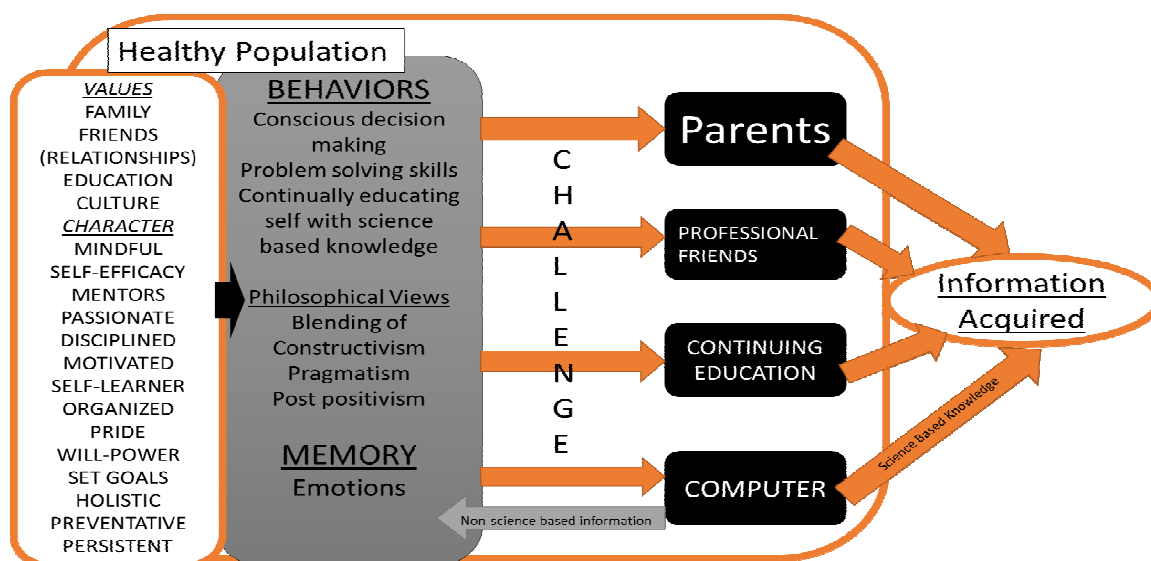 Healthy Population
VALUES
FAMILY
FRIENDS
(RELATIONSHIPS)
EDUCATION
CULTURE
CHARACTER
MINDFUL
SELF-EFFICACY
MENTORS
PASSIONATE
DISCIPLINED
MOTIVATED
SELF-LEARNER
ORGANIZED
PRIDE
WILL-POWER
SET GOALS
HOLISTIC
PREVENTATIVE
PERSISTENT
BEHAVIORS
Conscious decision
making
Problem solving skills
Continually educating
self with science
based knowledge
Philosophical Views
Blending of
Constructivism
Pragmatism
Post positivism
MEMORY
Emotions
C
H
A
L
L
E
N
G
E
Non science based information
Parents
PROFESSIONAL
FRIENDS
CONTINUING
EDUCATION
COMPUTER
Science Based Knowledge
Information
Acquired